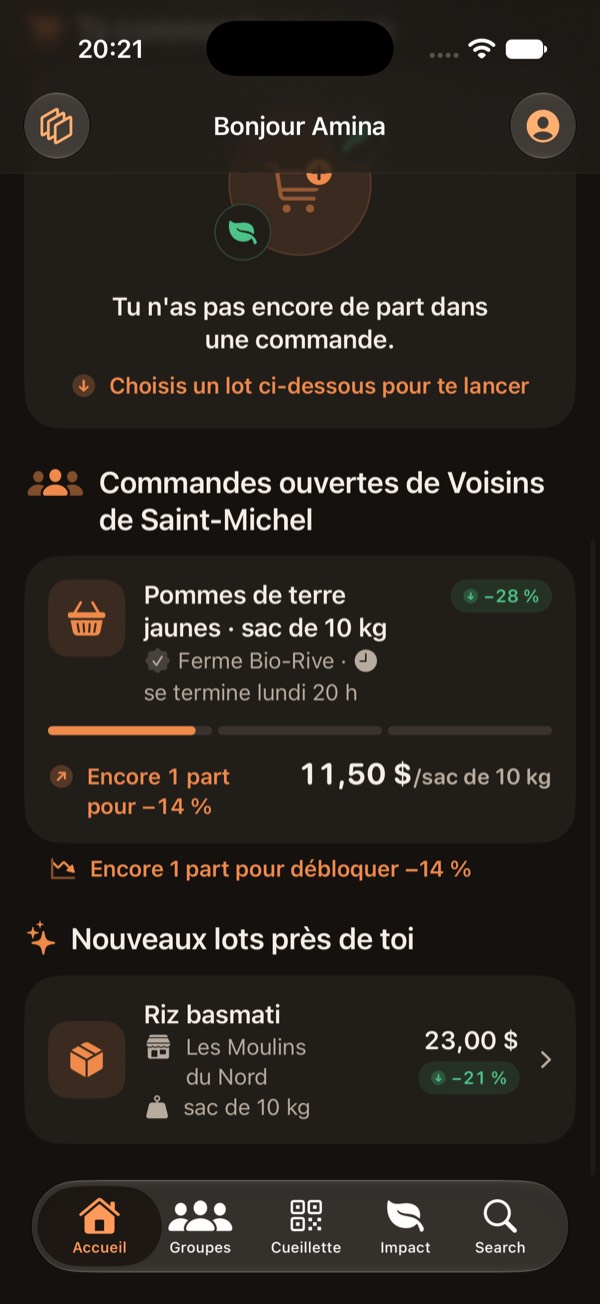 20:21
Bonjour Amina
Tu n'as pas encore de part dans
une commande.
Choisis un lot ci-dessous pour te lancer
Commandes ouvertes de Voisins
de Saint-Michel
Pommes de terre
jaunes · sac de 10 kg
−28 %
Ferme Bio-Rive ·
se termine lundi 20 h
Encore 1 part
pour −14 %
11,50 $/sac de 10 kg
Encore 1 part pour débloquer −14 %
Nouveaux lots près de toi
Riz basmati
Les Moulins
du Nord
sac de 10 kg
23,00 $
−21 %
Accueil
Groupes
Cueillette
Impact
Search